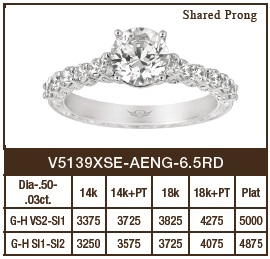 Shared Prong
V5139XSE-AENG-6.5RD
Dia-.50-.03ct. 14k 14k+PT 18k 18k+PT Plat
G-H VS2-SI1 3375 3725 3825 4275 5000
G-H SI1-SI2 3250 3575 3725 4075 4875